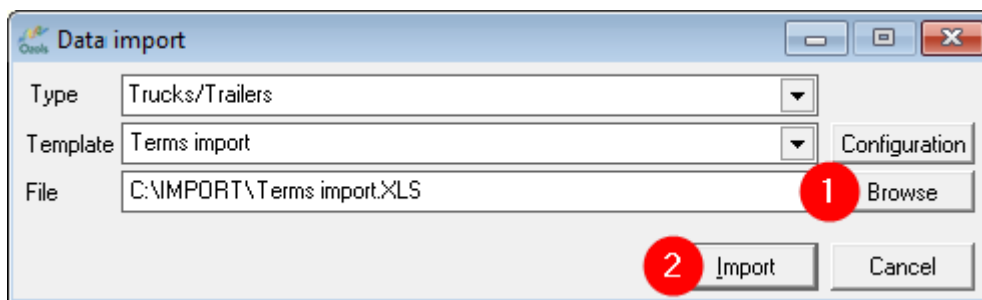 Ozols Data import
Type Trucks/Trailers
Template Terms import Configuration
File C:\IMPORT\Terms import.XLS 1 Browse
2 Import Cancel